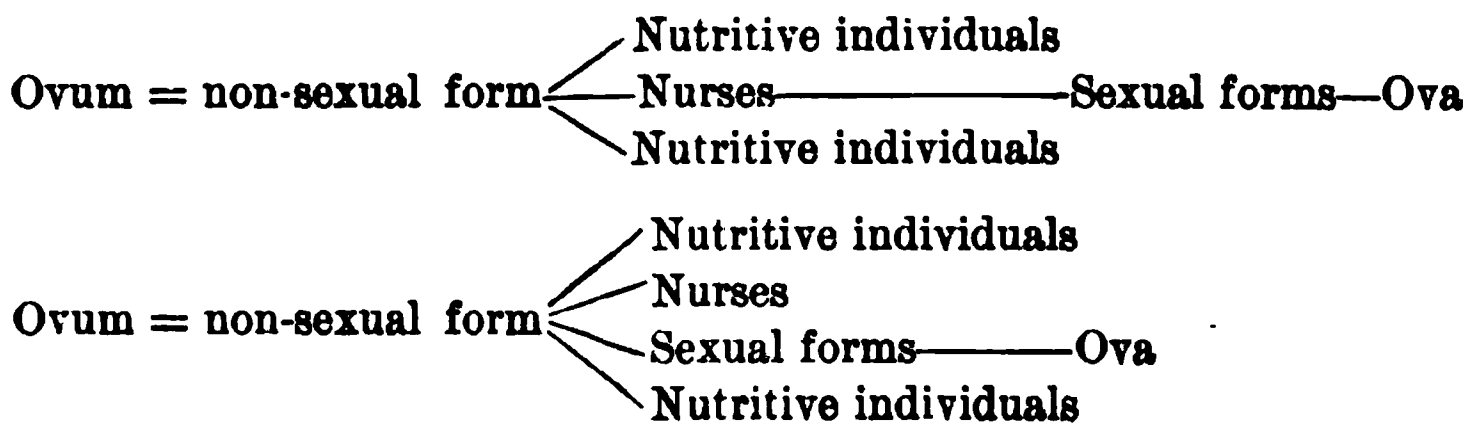 Nutritive individuals
Ovum = non-sexual form—Nurses—Sexual forms—Ova
Nutritive individuals
Nutritive individuals
Nurses
Ovum = non-sexual form
Sexual forms—Ova
Nutritive individuals